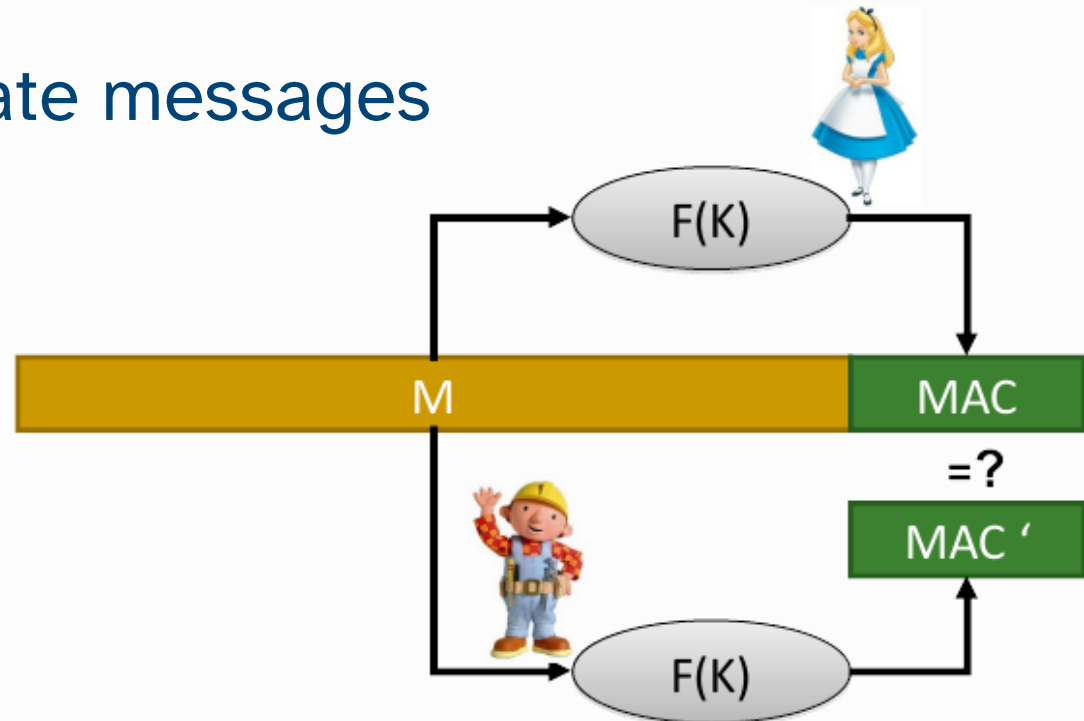 ate messages
F(K)
M MAC
=?
MAC ‘
F(K)